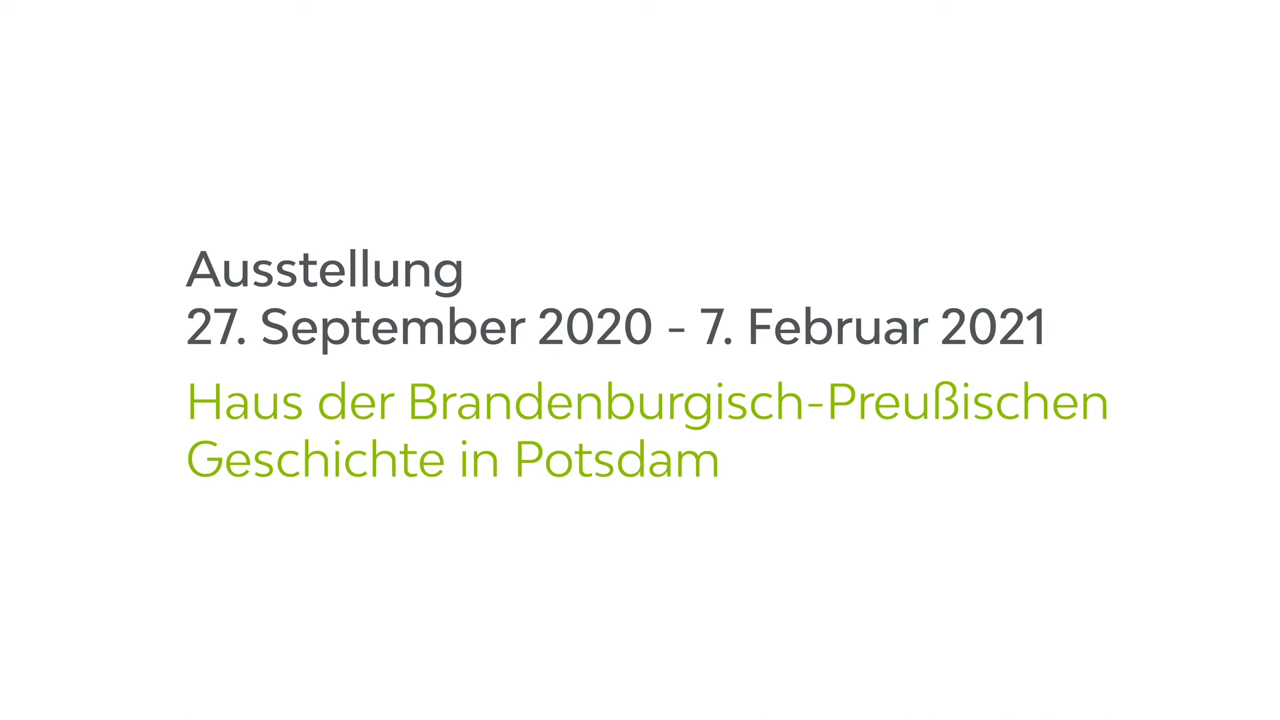 Ausstellung
27. September 2020 – 7. Februar 2021
Haus der Brandenburgisch-Preußischen
Geschichte in Potsdam